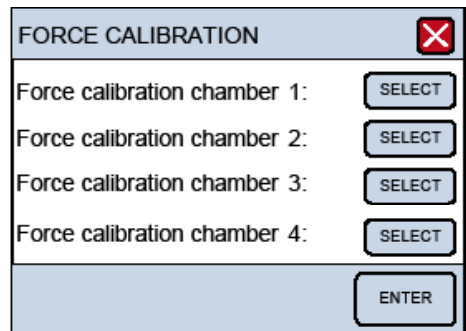 FORCE CALIBRATION
Force calibration chamber 1: SELECT
Force calibration chamber 2: SELECT
Force calibration chamber 3: SELECT
Force calibration chamber 4: SELECT
ENTER